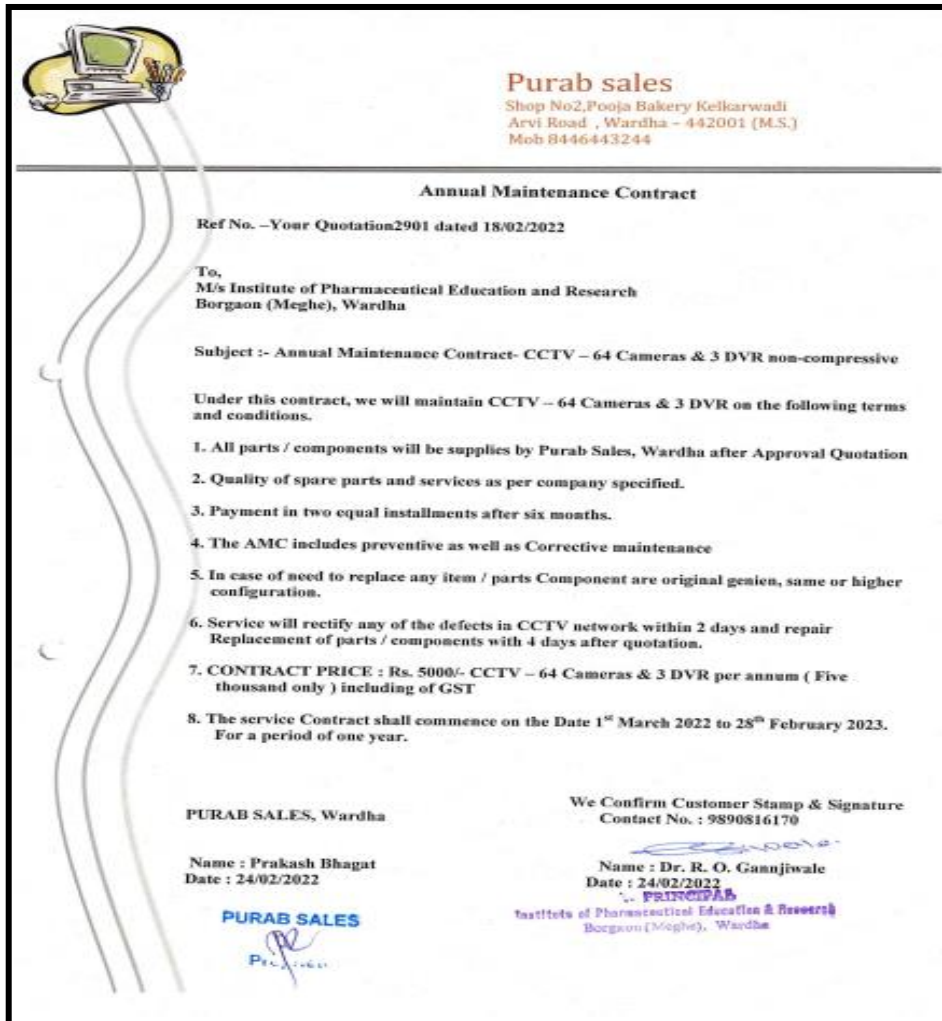 Purab sales
Shop No2,Pooja Bakery Kelkarwadi
Arvi Road , Wardha – 442001 (M.S.)
Mob 8446443244
Annual Maintenance Contract
Ref No. –Your Quotation2901 dated 18/02/2022
To,
M/s Institute of Pharmaceutical Education and Research
Borgaon (Meghe), Wardha
Subject :- Annual Maintenance Contract- CCTV – 64 Cameras & 3 DVR non-compressive
Under this contract, we will maintain CCTV – 64 Cameras & 3 DVR on the following terms
and conditions.
1. All parts / components will be supplies by Purab Sales, Wardha after Approval Quotation
2. Quality of spare parts and services as per company specified.
3. Payment in two equal installments after six months.
4. The AMC includes preventive as well as Corrective maintenance
5. In case of need to replace any item / parts Component are original genien, same or higher
configuration.
6. Service will rectify any of the defects in CCTV network within 2 days and repair
Replacement of parts / components with 4 days after quotation.
7. CONTRACT PRICE : Rs. 5000/- CCTV – 64 Cameras & 3 DVR per annum ( Five
thousand only ) including of GST
8. The service Contract shall commence on the Date 1st March 2022 to 28th February 2023.
For a period of one year.
PURAB SALES, Wardha
Name : Prakash Bhagat
Date : 24/02/2022
PURAB SALES
We Confirm Customer Stamp & Signature
Contact No. : 9890816170
Name : Dr. R. O. Gannjiwale
Date : 24/02/2022
PRINCIPAL
Institute of Pharmaceutical Education & Research
Borgaon (Meghe), Wardha